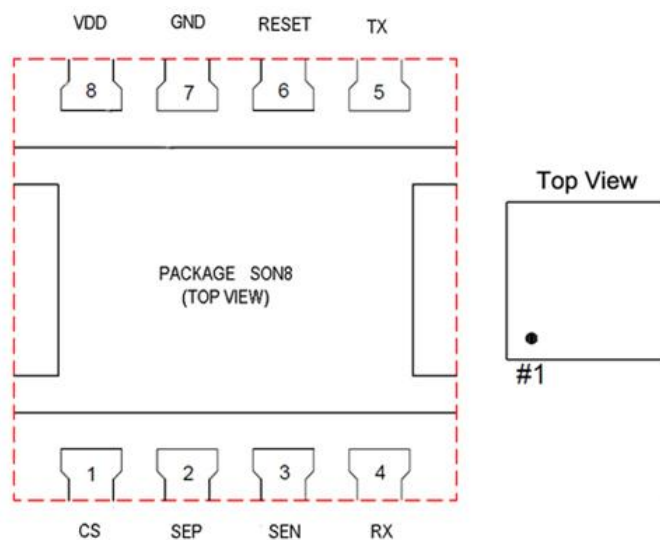 VDD GND RESET TX
8 7 6 5
Top View
PACKAGE SON8
(TOP VIEW)
#1
1 2 3 4
CS SEP SEN RX